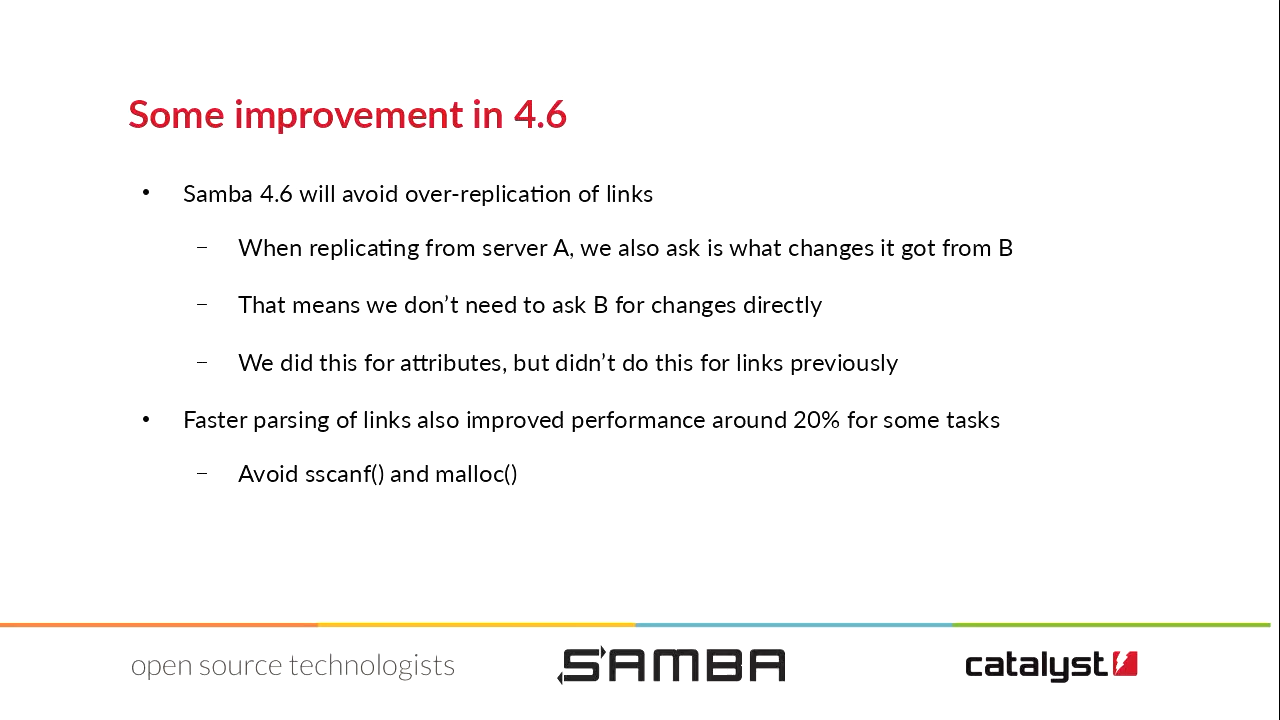 Some improvement in 4.6
• Samba 4.6 will avoid over-replication of links
– When replicating from server A, we also ask is what changes it got from B
– That means we don’t need to ask B for changes directly
– We did this for attributes, but didn’t do this for links previously
• Faster parsing of links also improved performance around 20% for some tasks
– Avoid sscanf() and malloc()
open source technologists
SAMBA
catalyst